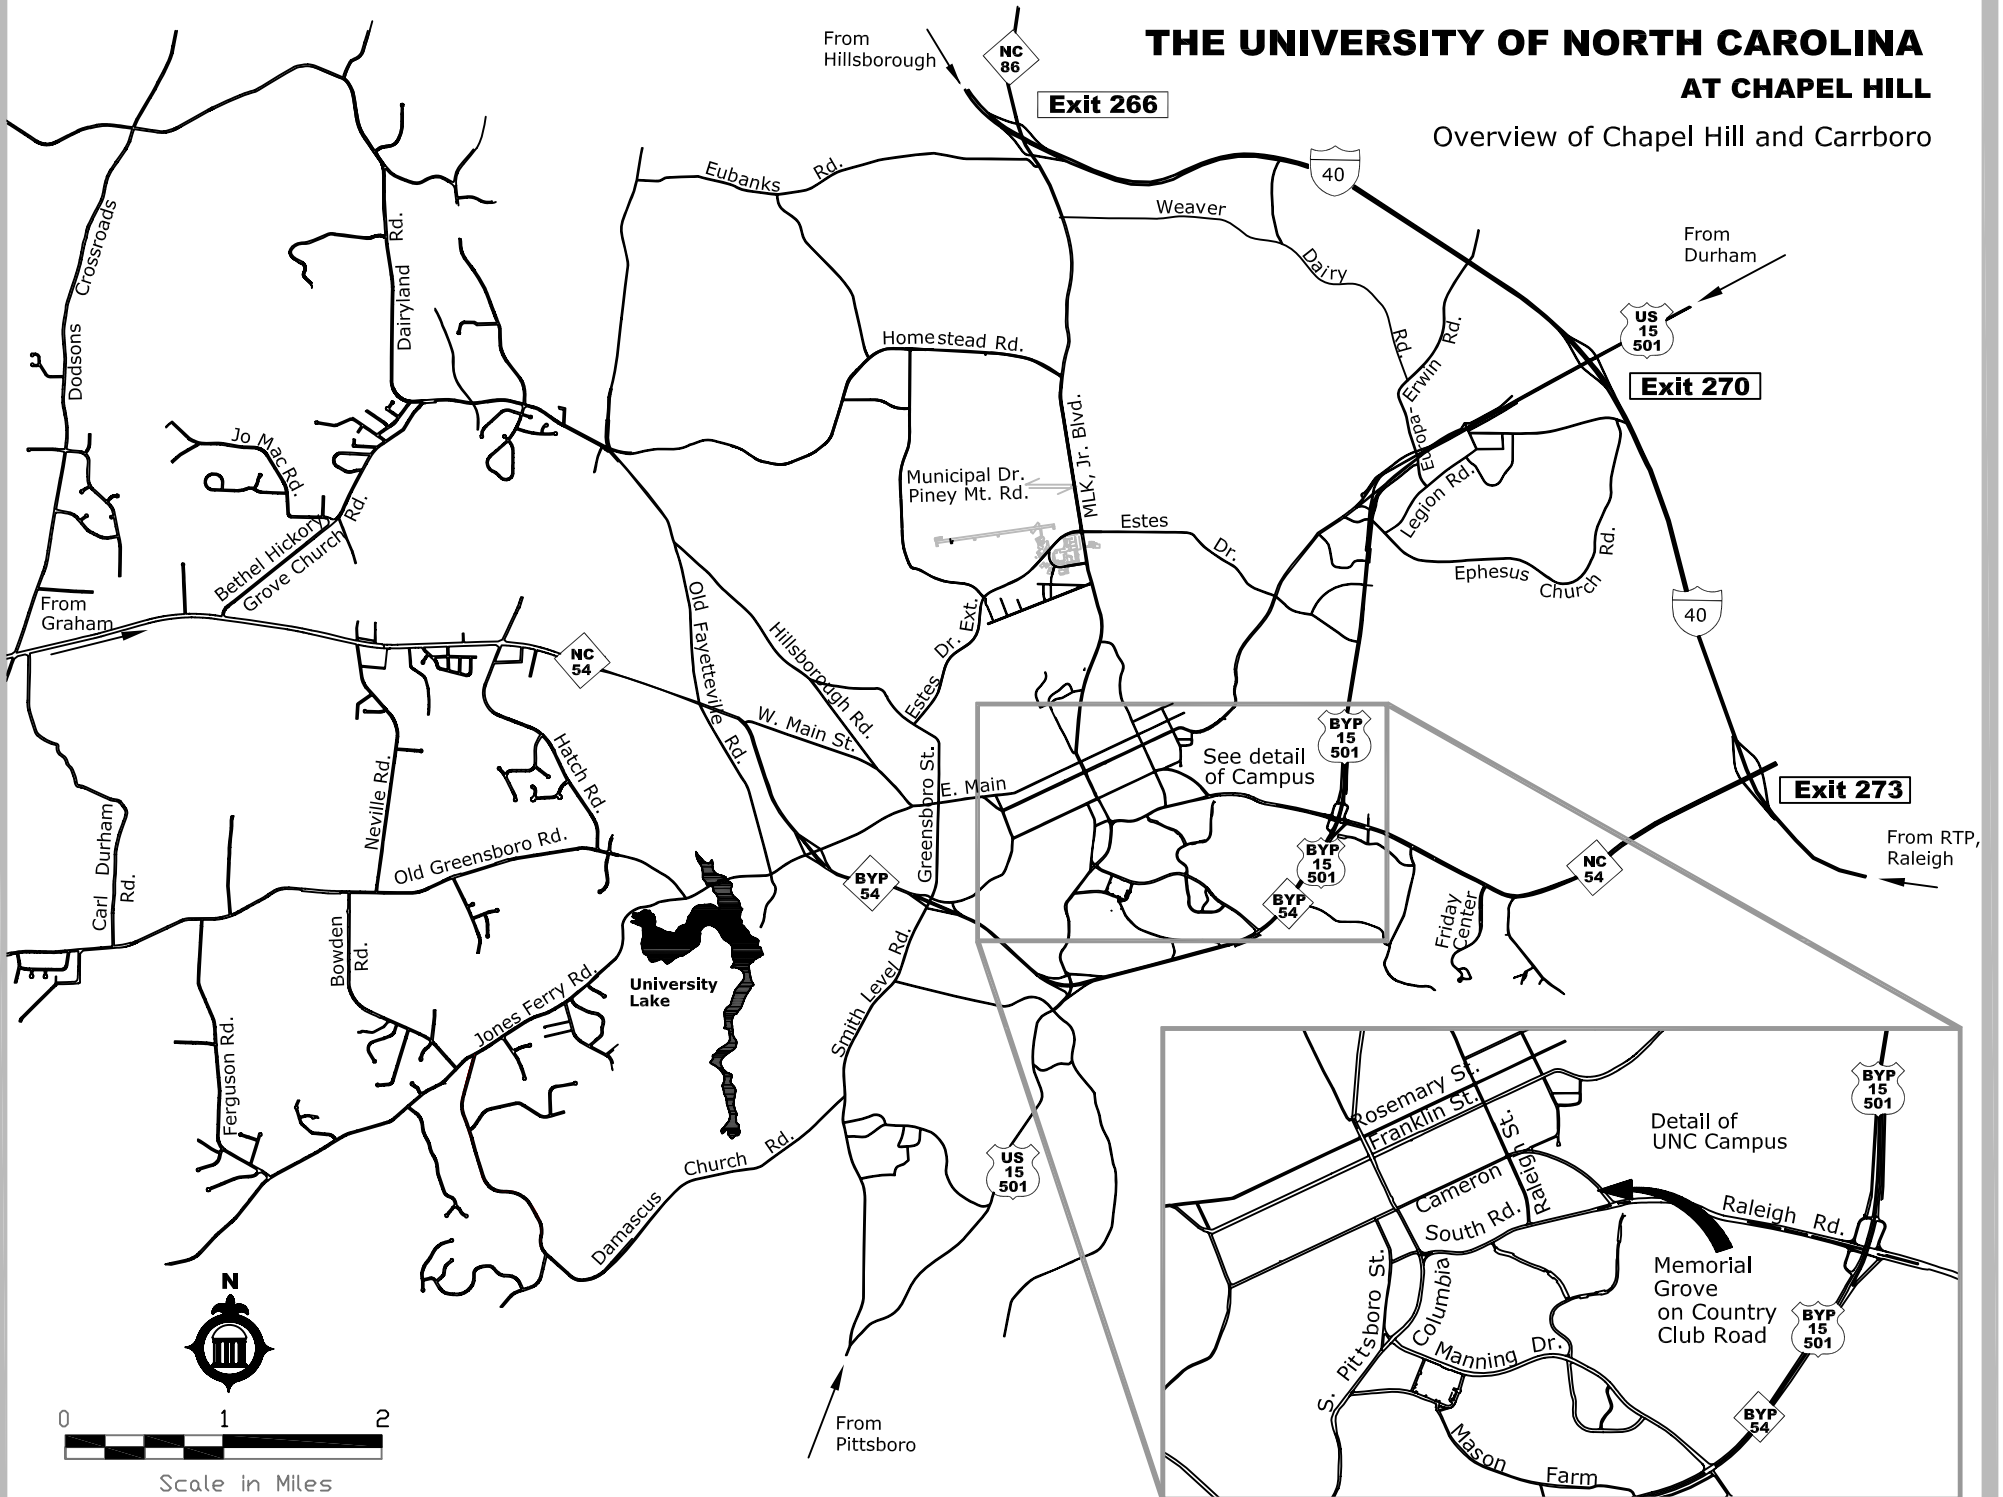 THE UNIVERSITY OF NORTH CAROLINA
AT CHAPEL HILL
Overview of Chapel Hill and Carrboro
From
Hillsborough
NC
86
Exit 266
40
From
Durham
US
15
501
Exit 270
Eubanks Rd.
Weaver
Dairy
Rd.
Erwin
Rd.
Europa-
Crossroads
Dodsons
Rd.
Dairyland
Homestead Rd.
MLK, Jr. Blvd.
Municipal Dr.
Piney Mt. Rd.
Jo Mac Rd.
Bethel Hickory
Grove Church Rd.
Legion Rd.
Estes
Dr.
Ephesus Church
Rd.
40
From
Graham
NC
54
Old Fayetteville Rd.
Hillsborough Rd.
Estes Dr. Ext.
W. Main St.
Hatch Rd.
Neville Rd.
Greensboro St.
E. Main
See detail
of Campus
BYP
15
501
Exit 273
From RTP,
Raleigh
NC
54
BYP
15
501
BYP
54
BYP
54
Carl Durham
Rd.
Old Greensboro Rd.
Bowden
Rd.
Friday
Center
University
Lake
Jones Ferry Rd.
Smith Level Rd.
Ferguson Rd.
Damascus
Church Rd.
US
15
501
Rosemary St.
Franklin St.
Raleigh St.
Raleigh
Cameron
South Rd.
Detail of
UNC Campus
BYP
15
501
Raleigh Rd.
Memorial
Grove
on Country
Club Road
BYP
15
501
S. Pittsboro St.
Columbia
Manning Dr.
BYP
54
Mason Farm
N
0 1 2
Scale in Miles
From
Pittsboro